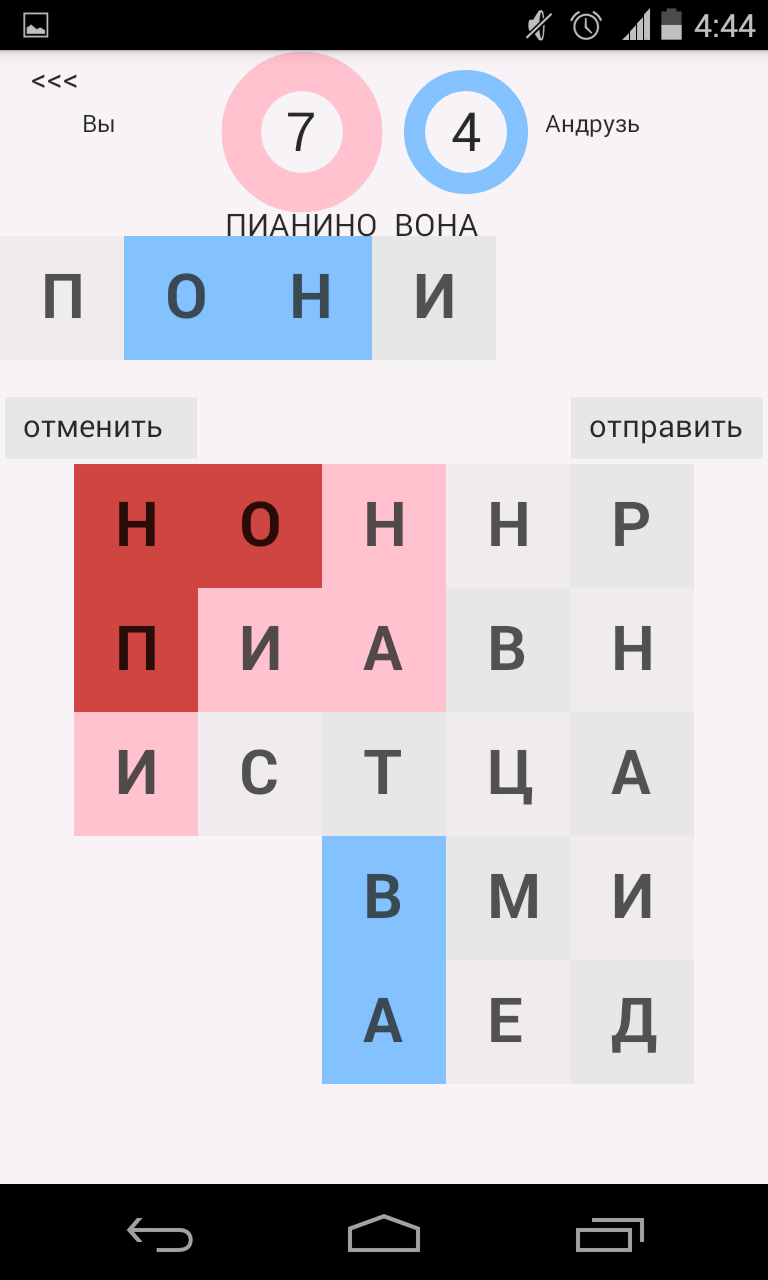 4:44
<<<
Вы 7 4 Андрузь
ПИАНИНО ВОНА
П О Н И
отменить отправить
Н О Н Н Р
П И А В Н
И С Т Ц А
В М И
А Е Д